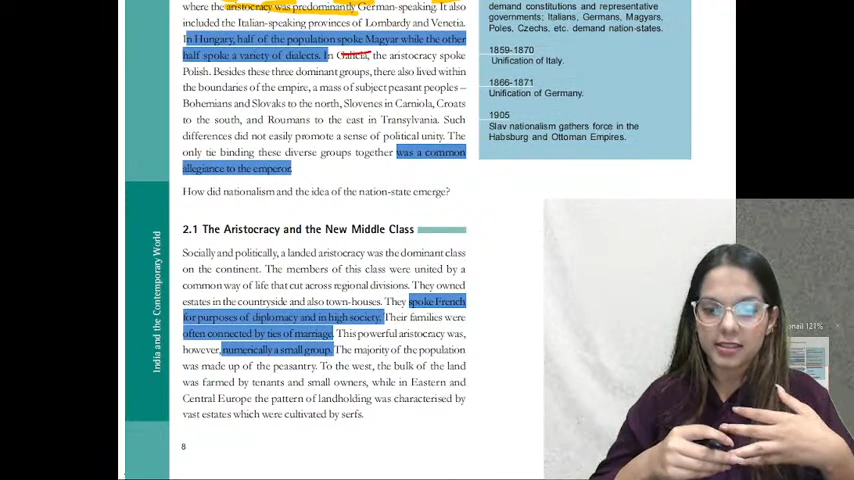 where the aristocracy was predominantly German-speaking. It also
included the Italian-speaking provinces of Lombardy and Venetia.
In Hungary, half of the population spoke Magyar while the other
half spoke a variety of dialects. In Galicia, the aristocracy spoke
Polish. Besides these three dominant groups, there also lived within
the boundaries of the empire, a mass of subject peasant peoples –
Bohemians and Slovaks to the north, Slovenes in Carniola, Croats
to the south, and Roumans to the east in Transylvania. Such
differences did not easily promote a sense of political unity. The
only tie binding these diverse groups together was a common
allegiance to the emperor.
How did nationalism and the idea of the nation-state emerge?
2.1 The Aristocracy and the New Middle Class
Socially and politically, a landed aristocracy was the dominant class
on the continent. The members of this class were united by a
common way of life that cut across regional divisions. They owned
estates in the countryside and also town-houses. They spoke French
for purposes of diplomacy and in high society. Their families were
often connected by ties of marriage. This powerful aristocracy was,
however, numerically a small group. The majority of the population
was made up of the peasantry. To the west, the bulk of the land
was farmed by tenants and small owners, while in Eastern and
Central Europe the pattern of landholding was characterised by
vast estates which were cultivated by serfs.
8
India and the Contemporary World
demand constitutions and representative
governments; Italians, Germans, Magyars,
Poles, Czechs, etc. demand nation-states.
1859-1870
Unification of Italy.
1866-1871
Unification of Germany.
1905
Slav nationalism gathers force in the
Habsburg and Ottoman Empires.
121%